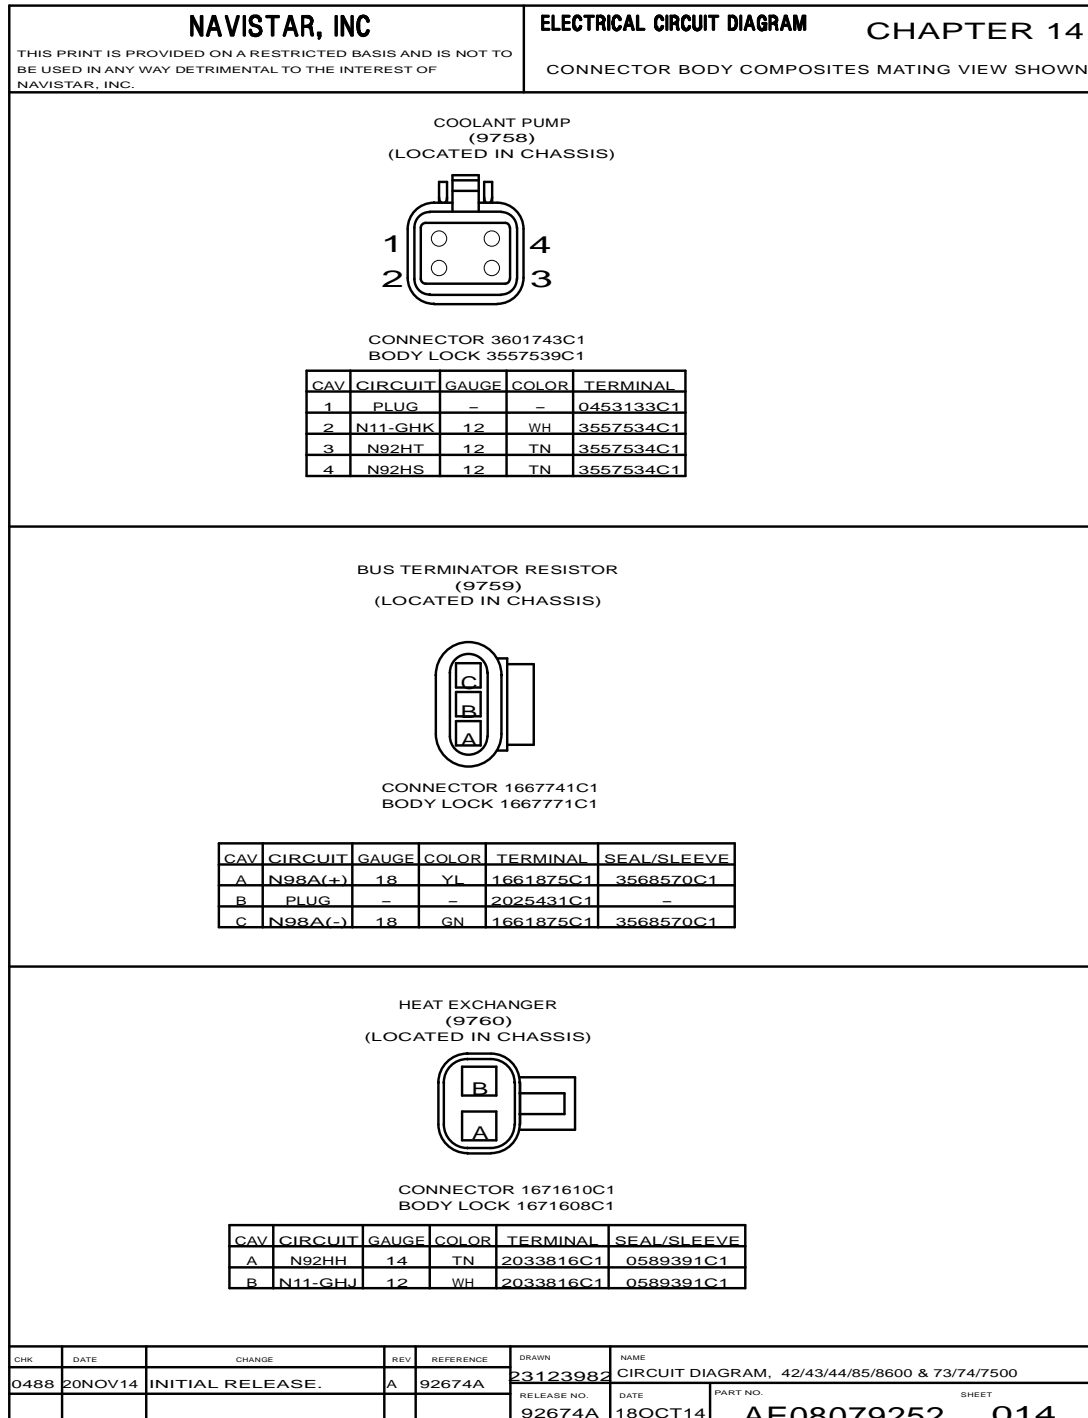 NAVISTAR, INC
THIS PRINT IS PROVIDED ON A RESTRICTED BASIS AND IS NOT TO
BE USED IN ANY WAY DETRIMENTAL TO THE INTEREST OF
NAVISTAR, INC.
ELECTRICAL CIRCUIT DIAGRAM CHAPTER 14
CONNECTOR BODY COMPOSITES MATING VIEW SHOWN
COOLANT PUMP
(9758)
(LOCATED IN CHASSIS)
1 4
2 3
CONNECTOR 3601743C1
BODY LOCK 3557539C1
CAV CIRCUIT GAUGE COLOR TERMINAL
1 PLUG – – 0453133C1
2 N11-GHK 12 WH 3557534C1
3 N92HT 12 TN 3557534C1
4 N92HS 12 TN 3557534C1
BUS TERMINATOR RESISTOR
(9759)
(LOCATED IN CHASSIS)
C
B
A
CONNECTOR 1667741C1
BODY LOCK 1667771C1
CAV CIRCUIT GAUGE COLOR TERMINAL SEAL/SLEEVE
A N98A(+) 18 YL 1661875C1 3568570C1
B PLUG – – 2025431C1 –
C N98A(-) 18 GN 1661875C1 3568570C1
HEAT EXCHANGER
(9760)
(LOCATED IN CHASSIS)
B
A
CONNECTOR 1671610C1
BODY LOCK 1671608C1
CAV CIRCUIT GAUGE COLOR TERMINAL SEAL/SLEEVE
A N92HH 14 TN 2033816C1 0589391C1
B N11-GHJ 12 WH 2033816C1 0589391C1
CHK DATE CHANGE REV REFERENCE
0488 20NOV14 INITIAL RELEASE. A 92674A
DRAWN
23123982
NAME
CIRCUIT DIAGRAM, 42/43/44/85/8600 & 73/74/7500
RELEASE NO. DATE PART NO. SHEET
92674A 18OCT14 AE08079252 014